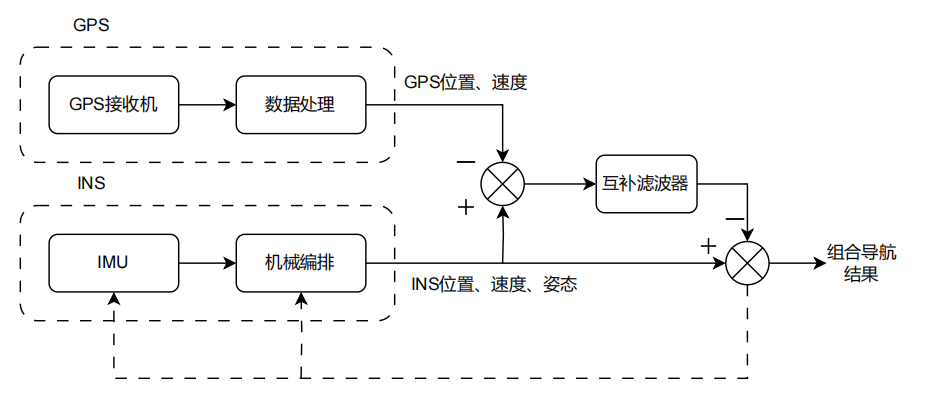 GPS
GPS接收机
数据处理
GPS位置、速度
INS
互补滤波器
IMU
机械编排
INS位置、速度、姿态
组合导航
结果
−
+
−
+